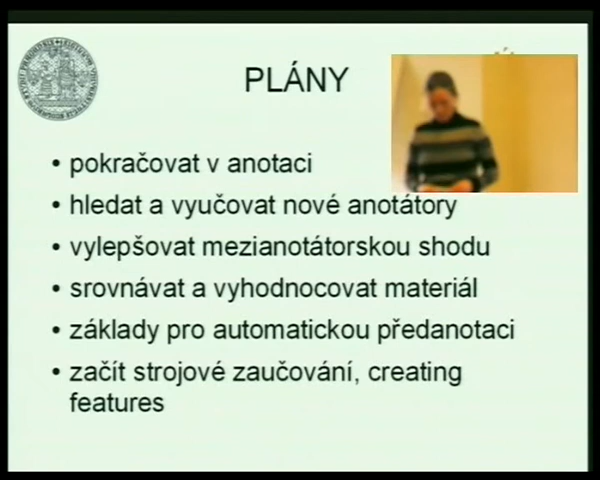 PLÁNY
• pokračovat v anotaci
• hledat a vyučovat nové anotátory
• vylepšovat mezianotátorskou shodu
• srovnávat a vyhodnocovat materiál
• základy pro automatickou předanotaci
• začít strojové zaučování, creating
features